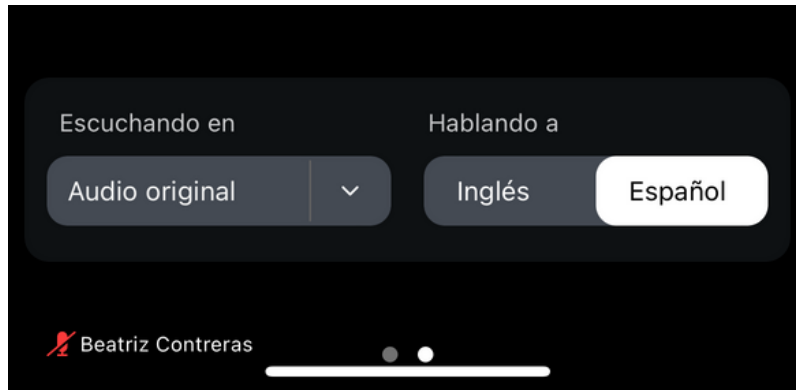 Escuchando en
Hablando a
Audio original
Inglés
Español
Beatriz Contreras